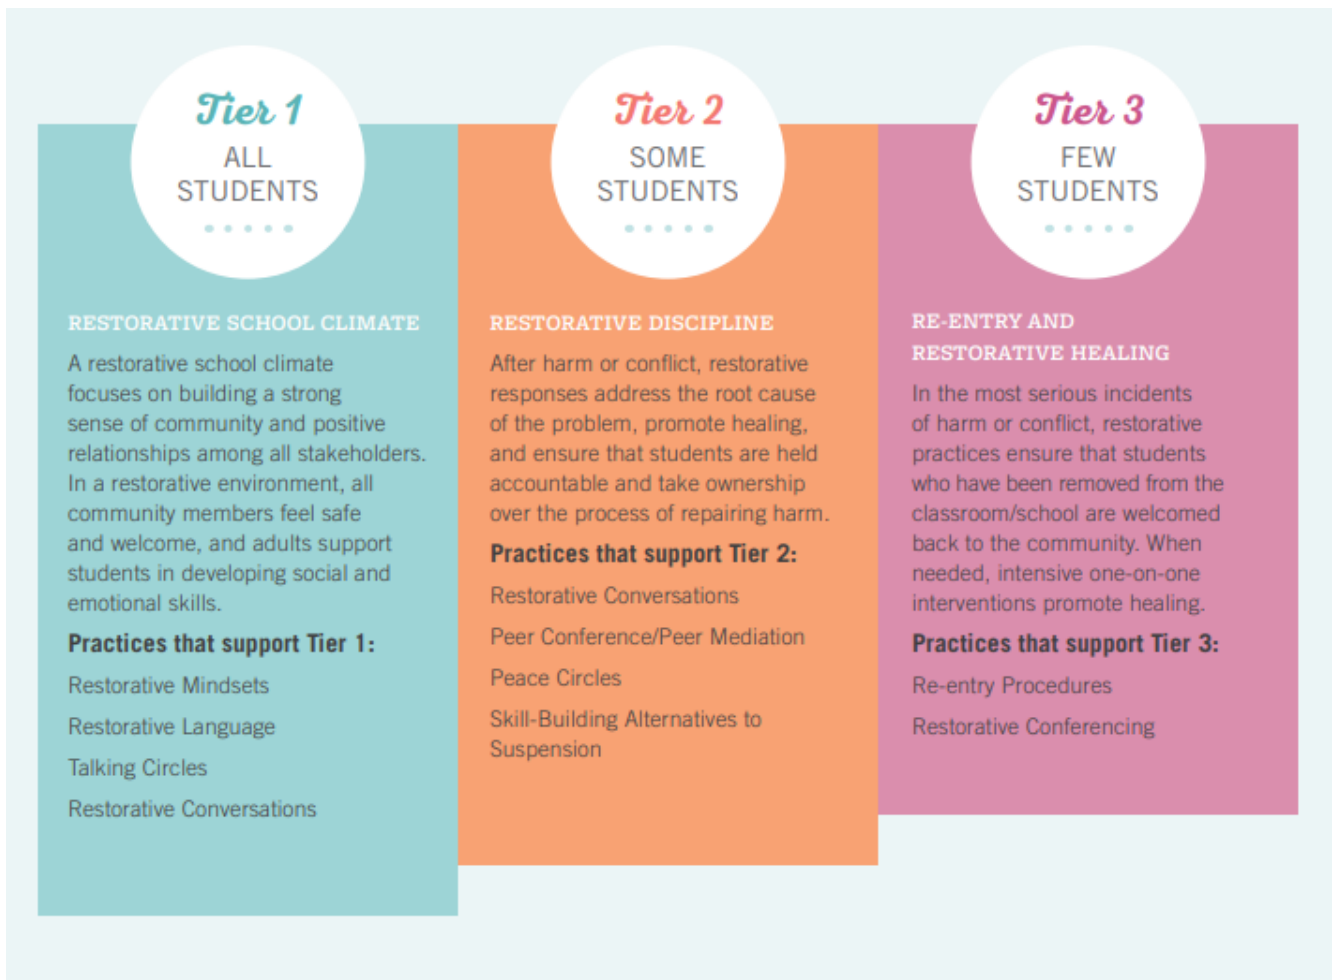 Tier 1
ALL
STUDENTS
RESTORATIVE SCHOOL CLIMATE
A restorative school climate
focuses on building a strong
sense of community and positive
relationships among all stakeholders.
In a restorative environment, all
community members feel safe
and welcome, and adults support
students in developing social and
emotional skills.
Practices that support Tier 1:
Restorative Mindsets
Restorative Language
Talking Circles
Restorative Conversations
Tier 2
SOME
STUDENTS
RESTORATIVE DISCIPLINE
After harm or conflict, restorative
responses address the root cause
of the problem, promote healing,
and ensure that students are held
accountable and take ownership
over the process of repairing harm.
Practices that support Tier 2:
Restorative Conversations
Peer Conference/Peer Mediation
Peace Circles
Skill-Building Alternatives to
Suspension
Tier 3
FEW
STUDENTS
RE-ENTRY AND
RESTORATIVE HEALING
In the most serious incidents
of harm or conflict, restorative
practices ensure that students
who have been removed from the
classroom/school are welcomed
back to the community. When
needed, intensive one-on-one
interventions promote healing.
Practices that support Tier 3:
Re-entry Procedures
Restorative Conferencing